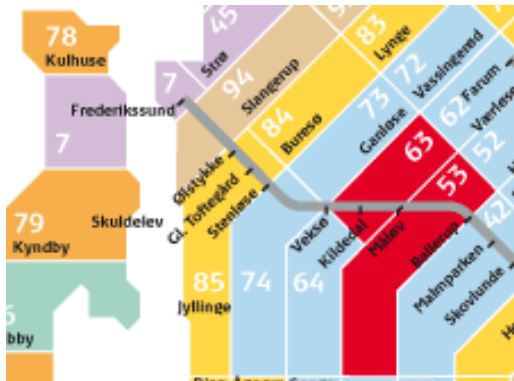 78
Kulhuse
45
Strø
7
Frederikssund
94
Slangerup
83
Lynge
72
Vassingerød
Farum
84
Buresø
73
Ganløse
62
Værløse
7
63
52
Ølstykke
Gl. Toftegård
Stenløse
53
79
Kyndby
Skuldelev
Veksø
Kildedal
Måløv
Ballerup
42
Malmparken
Skovlunde
85
Jyllinge
74
64
bby